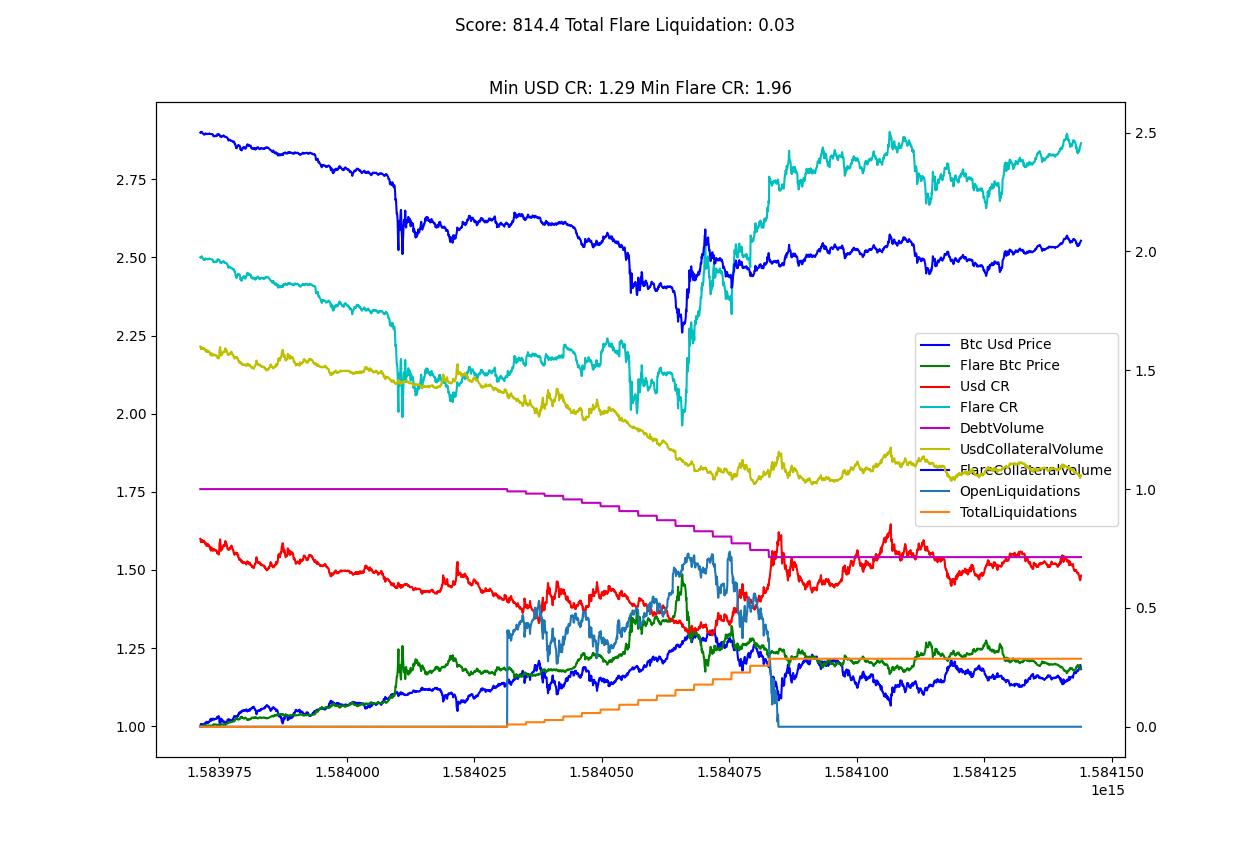 Score: 814.4 Total Flare Liquidation: 0.03
Min USD CR: 1.29 Min Flare CR: 1.96
2.75
2.50
2.25
2.00
1.75
1.50
1.25
1.00
2.5
2.0
1.5
1.0
0.5
0.0
Btc Usd Price
Flare Btc Price
Usd CR
Flare CR
DebtVolume
UsdCollateralVolume
FlareCollateralVolume
OpenLiquidations
TotalLiquidations
1.583975 1.584000 1.584025 1.584050 1.584075 1.584100 1.584125 1.584150
1e15